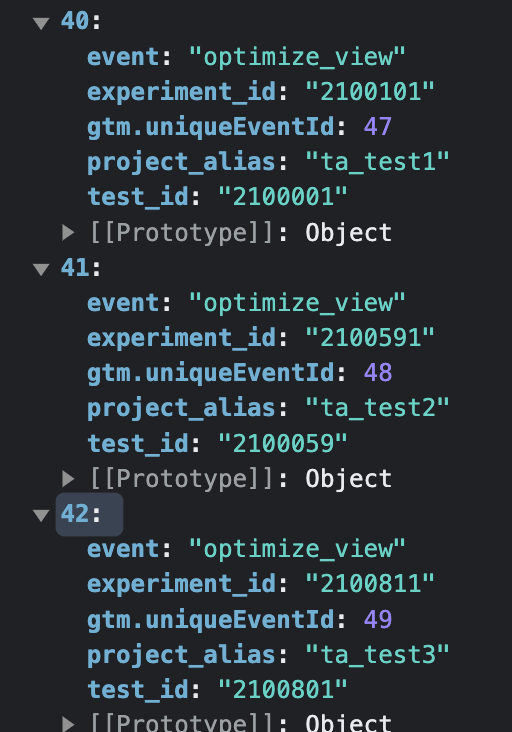 40:
event: "optimize_view"
experiment_id: "2100101"
gtm.uniqueEventId: 47
project_alias: "ta_test1"
test_id: "2100001"
[[Prototype]]: Object
41:
event: "optimize_view"
experiment_id: "2100591"
gtm.uniqueEventId: 48
project_alias: "ta_test2"
test_id: "2100059"
[[Prototype]]: Object
42:
event: "optimize_view"
experiment_id: "2100811"
gtm.uniqueEventId: 49
project_alias: "ta_test3"
test_id: "2100801"
[[Prototype]]: Object